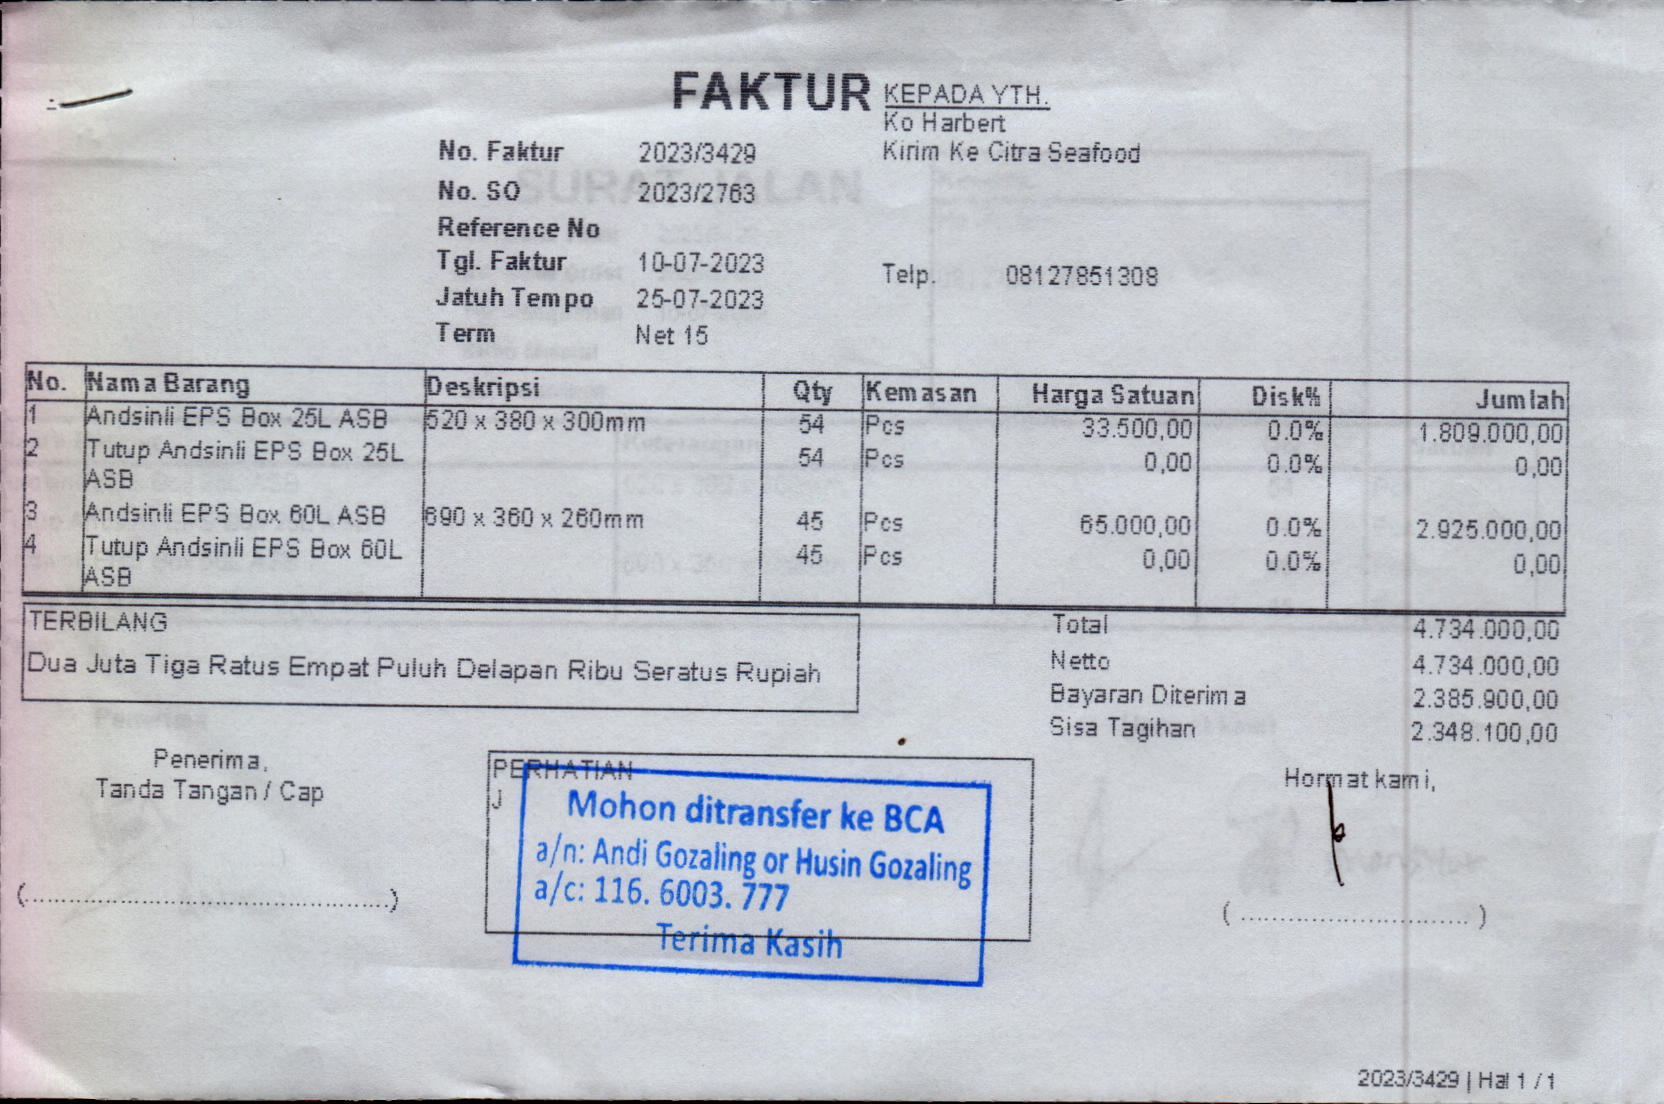 FAKTUR
KEPADA YTH.
Ko Harbert
Kirim Ke Citra Seafood
No. Faktur 2023/3429
No. SO 2023/2763
Reference No
Tgl. Faktur 10-07-2023
Telp. 08127851308
Jatuh Tempo 25-07-2023
Term Net 15
No. Nama Barang Deskripsi Qty Kemasan Harga Satuan Disk% Jumlah
1 Andsinli EPS Box 25L ASB 520 x 380 x 300mm 54 Pcs 33.500,00 0.0% 1.809.000,00
2 Tutup Andsinli EPS Box 25L 54 Pcs 0,00 0.0% 0,00
ASB
3 Andsinli EPS Box 60L ASB 690 x 360 x 260mm 45 Pcs 65.000,00 0.0% 2.925.000,00
4 Tutup Andsinli EPS Box 60L 45 Pcs 0,00 0.0% 0,00
ASB
TERBILANG
Dua Juta Tiga Ratus Empat Puluh Delapan Ribu Seratus Rupiah
Total 4.734.000,00
Netto 4.734.000,00
Bayaran Diterima 2.385.900,00
Sisa Tagihan 2.348.100,00
Penerima,
Tanda Tangan / Cap
(................................................)
PERHATIAN
J
Mohon ditransfer ke BCA
a/n: Andi Gozaling or Husin Gozaling
a/c: 116. 6003. 777
Terima Kasih
Hormat kami,
( ............................. )
2023/3429 | Hal 1 / 1